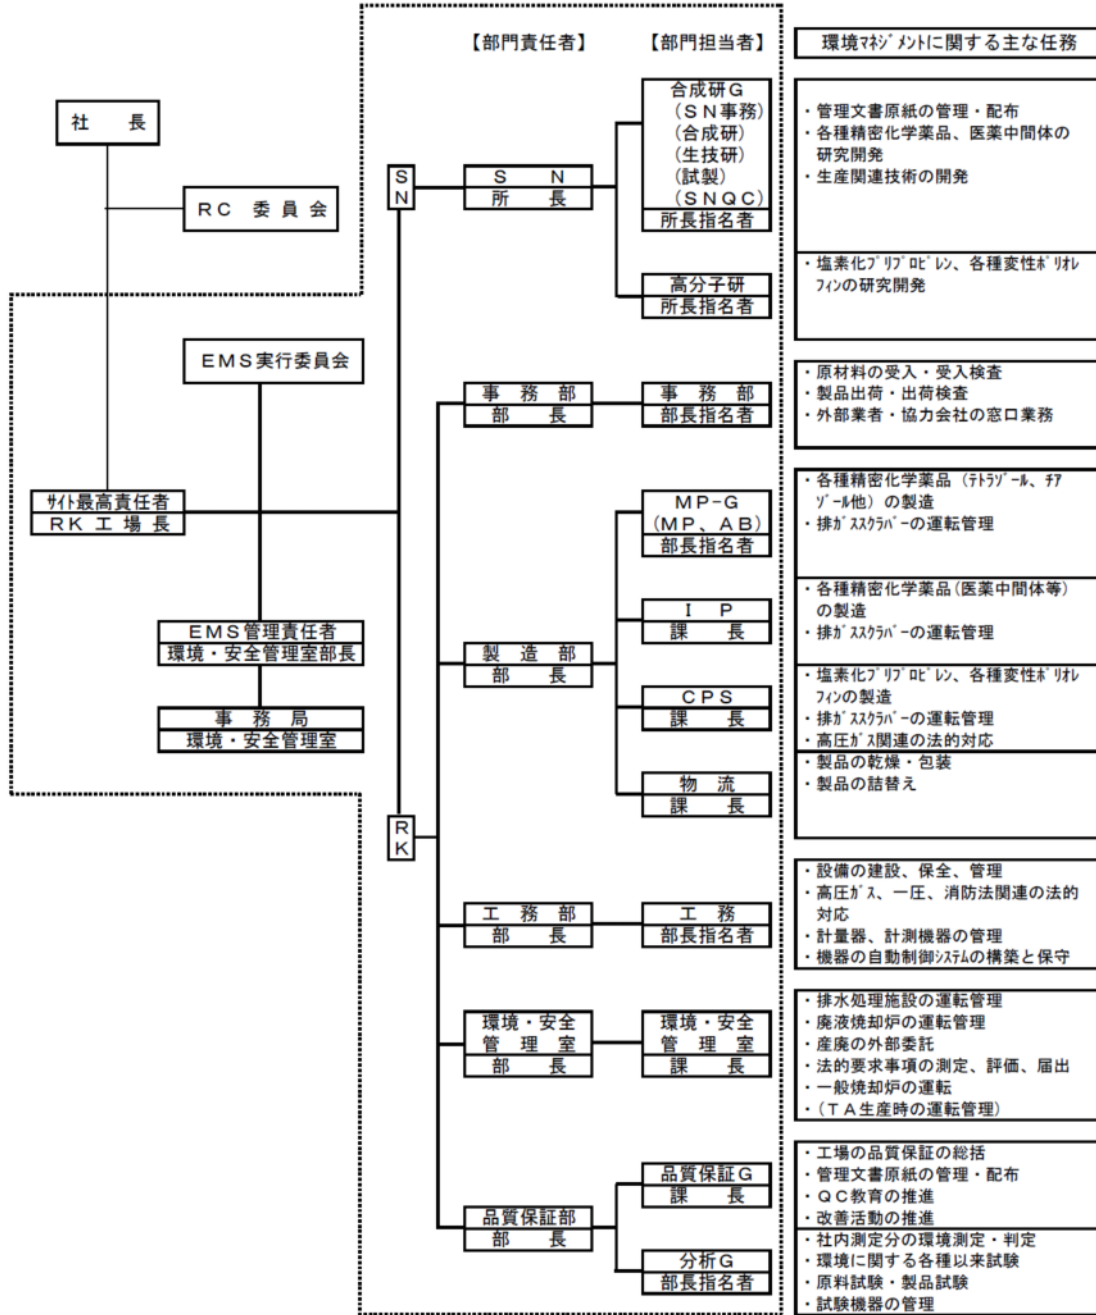 【部門責任者】
【部門担当者】
環境ﾏﾈｼﾞﾒﾝﾄに関する主な任務
社　長
RC 委員会
EMS実行委員会
ｻｲﾄ最高責任者
RK工場長
EMS管理責任者
環境・安全管理室部長
事務局
環境・安全管理室
SN
ＳＮ
所長
合成研G
(SN事務)
(合成研)
(生技研)
(試製)
(SNQC)
所長指名者
・管理文書原紙の管理・配布
・各種精密化学薬品、医薬中間体の
研究開発
・生産関連技術の開発
高分子研
所長指名者
・塩素化ﾌﾟﾘﾌﾟﾛﾋﾟﾚﾝ、各種変性ﾎﾟﾘｵﾚ
ﾌｨﾝの研究開発
RK
事務部
部長
事務部
部長指名者
・原材料の受入・受入検査
・製品出荷・出荷検査
・外部業者・協力会社の窓口業務
製造部
部長
MP-G
(MP、AB)
部長指名者
・各種精密化学薬品（ﾃﾄﾗｿﾞｰﾙ、ﾁｱ
ｿﾞｰﾙ他）の製造
・排ｶﾞｽｽｸﾗﾊﾞｰの運転管理
ＩＰ
課長
・各種精密化学薬品(医薬中間体等)
の製造
・排ｶﾞｽｽｸﾗﾊﾞｰの運転管理
CPS
課長
・塩素化ﾌﾟﾘﾌﾟﾛﾋﾟﾚﾝ、各種変性ﾎﾟﾘｵﾚ
ﾌｨﾝの製造
・排ｶﾞｽｽｸﾗﾊﾞｰの運転管理
・高圧ｶﾞｽ関連の法的対応
物流
課長
・製品の乾燥・包装
・製品の詰替え
工務部
部長
工務
部長指名者
・設備の建設、保全、管理
・高圧ｶﾞｽ、一圧、消防法関連の法的
対応
・計量器、計測機器の管理
・機器の自動制御ｼｽﾃﾑの構築と保守
環境・安全
管理室
部長
環境・安全
管理室
課長
・排水処理施設の運転管理
・廃液焼却炉の運転管理
・産廃の外部委託
・法的要求事項の測定、評価、届出
・一般焼却炉の運転
・(ＴＡ生産時の運転管理)
品質保証部
部長
品質保証G
課長
・工場の品質保証の総括
・管理文書原紙の管理・配布
・ＱＣ教育の推進
・改善活動の推進
分析G
部長指名者
・社内測定分の環境測定・判定
・環境に関する各種以来試験
・原料試験・製品試験
・試験機器の管理